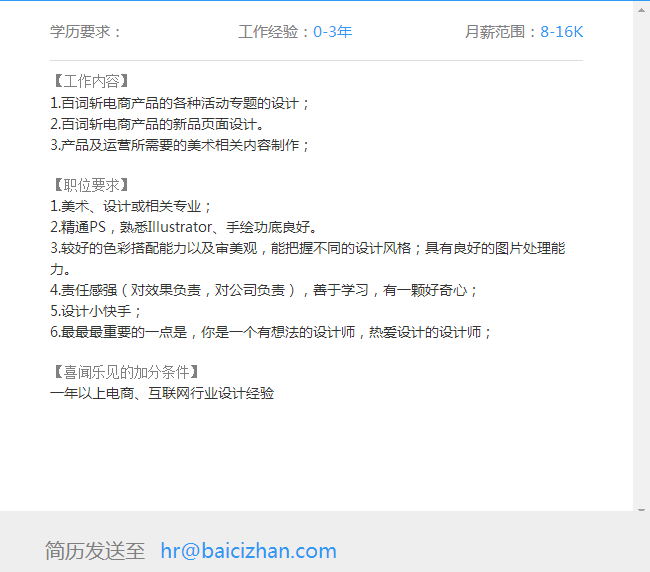 学历要求：
工作经验：0-3年
月薪范围：8-16K
【工作内容】
1.百词斩电商产品的各种活动专题的设计；
2.百词斩电商产品的新品页面设计。
3.产品及运营所需要的美术相关内容制作；
【职位要求】
1.美术、设计或相关专业；
2.精通PS，熟悉Illustrator、手绘功底良好。
3.较好的色彩搭配能力以及审美观，能把握不同的设计风格；具有良好的图片处理能
力。
4.责任感强（对效果负责，对公司负责），善于学习，有一颗好奇心；
5.设计小快手；
6.最最最重要的一点是，你是一个有想法的设计师，热爱设计的设计师；
【喜闻乐见的加分条件】
一年以上电商、互联网行业设计经验
简历发送至 hr@baicizhan.com